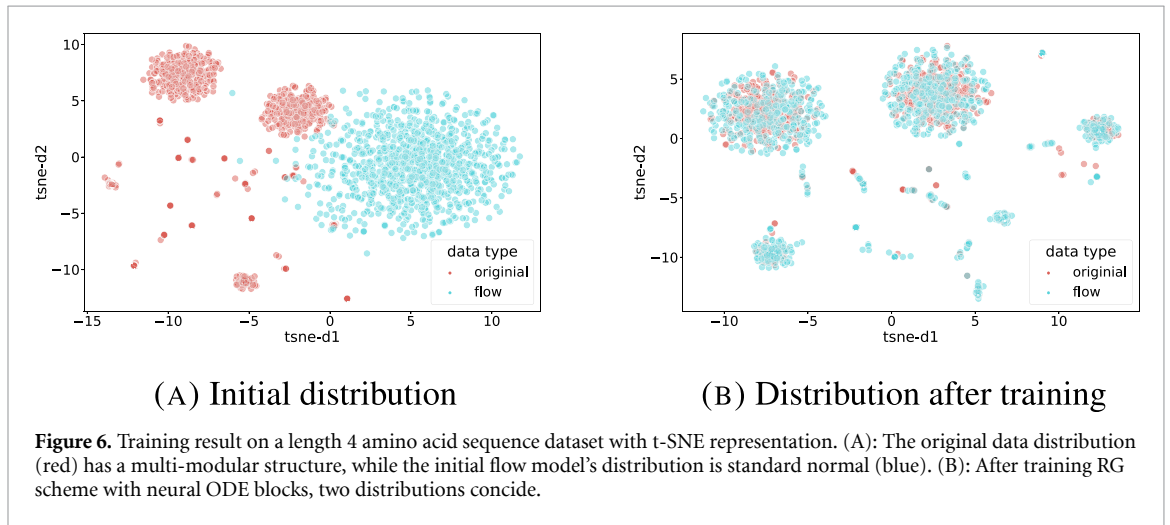 10
5
0
−5
−10
tsne-d2
−15 −10 −5 0 5 10
tsne-d1
data type
originial
flow
(A) Initial distribution
5
0
−5
−10
tsne-d2
−10 −5 0 5 10
tsne-d1
data type
originial
flow
(B) Distribution after training
Figure 6. Training result on a length 4 amino acid sequence dataset with t-SNE representation. (A): The original data distribution
(red) has a multi-modular structure, while the initial flow model's distribution is standard normal (blue). (B): After training RG
scheme with neural ODE blocks, two distributions concide.